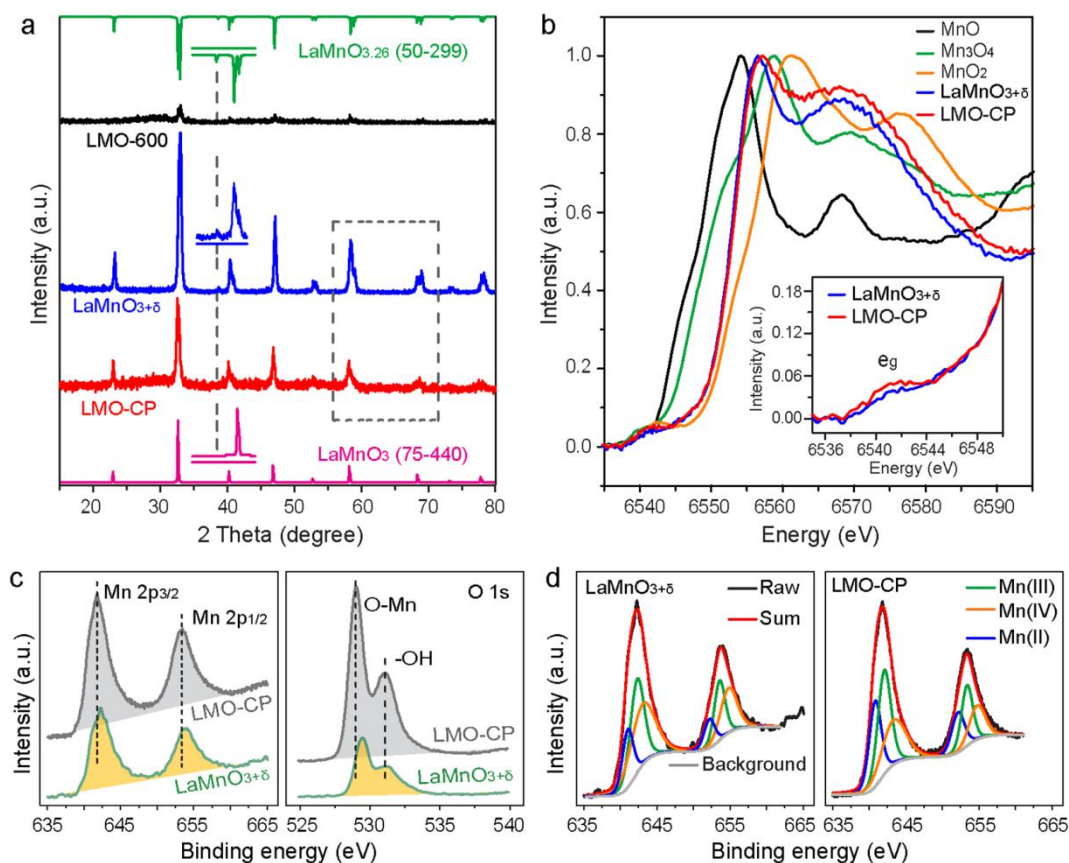 a
LaMnO3.26 (50-299)
LMO-600
LaMnO3+δ
LMO-CP
LaMnO3 (75-440)
Intensity (a.u.)
20 30 40 50 60 70 80
2 Theta (degree)
b
MnO
Mn3O4
MnO2
LaMnO3+δ
LMO-CP
1.0
0.8
0.6
0.4
0.2
0.0
Intensity (a.u.)
6540 6550 6560 6570 6580 6590
Energy (eV)
LaMnO3+δ
LMO-CP
eg
0.18
0.12
0.06
0.00
Intensity (a.u.)
6536 6540 6544 6548
Energy (eV)
c
Mn 2p3/2
Mn 2p1/2
LMO-CP
LaMnO3+δ
Intensity (a.u.)
635 645 655 665
O 1s
O-Mn
-OH
LMO-CP
LaMnO3+δ
525 530 535 540
Binding energy (eV)
d
LaMnO3+δ
Raw
Sum
Background
Intensity (a.u.)
635 645 655 665
LMO-CP
Mn(III)
Mn(IV)
Mn(II)
635 645 655 665
Binding energy (eV)